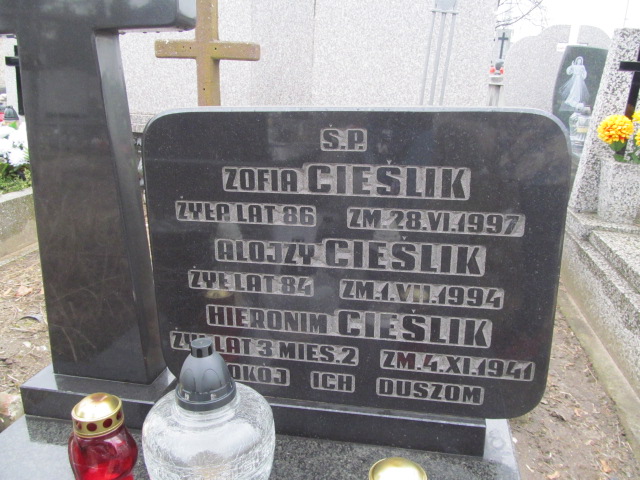 Ś.P.
ZOFIA CIEŚLIK
ŻYŁA LAT 86 ZM. 28.VI.1997
ALOJZY CIEŚLIK
ŻYŁ LAT 84 ZM. 1.VII.1994
HIERONIM CIEŚLIK
LAT 3 MIES. 2 ZM. 4.XI.1941
ICH DUSZOM